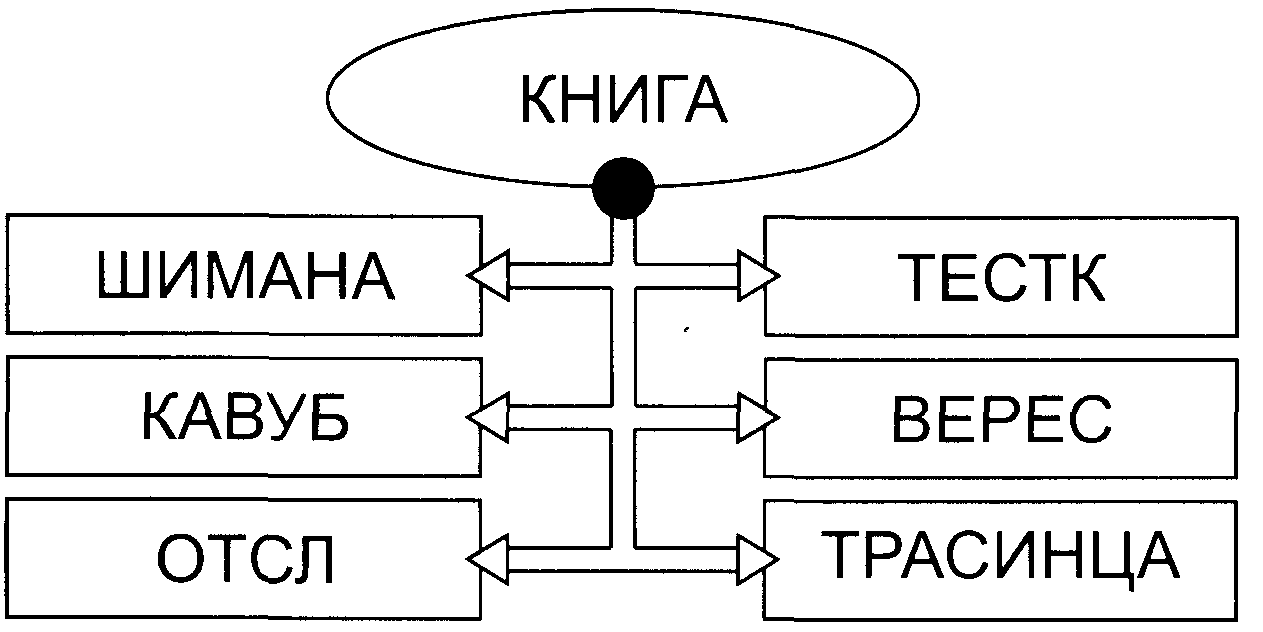 КНИГА
ШИМАНА
ТЕСТК
КАВУБ
ВЕРЕС
ОТСЛ
ТРАСИНЦА